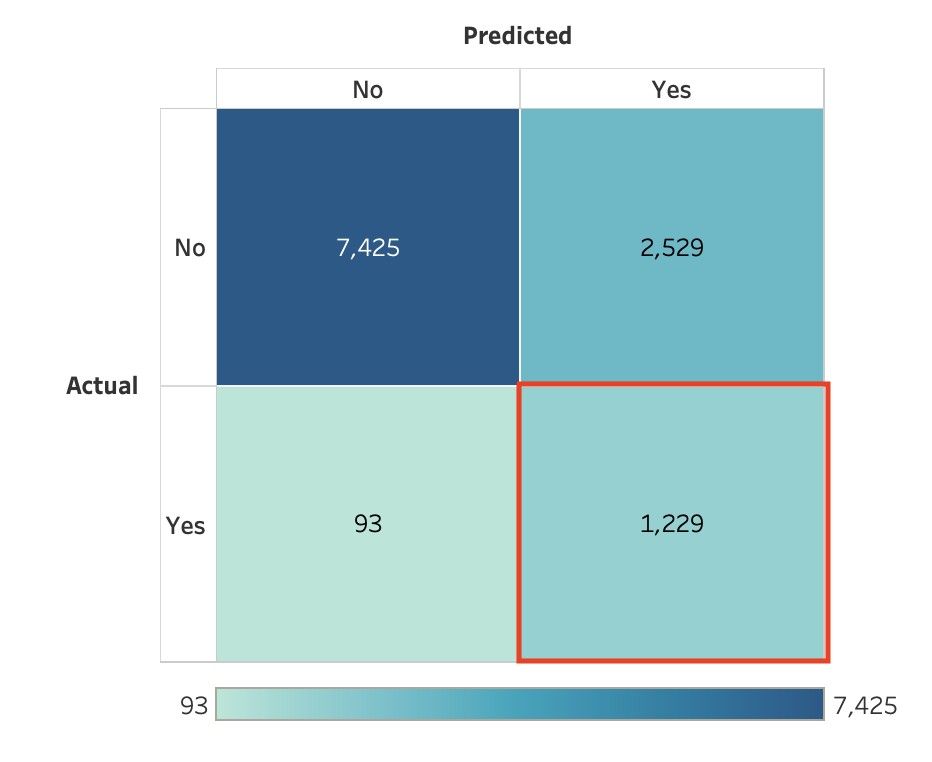 Predicted
No Yes
No 7,425 2,529
Actual
Yes 93 1,229
93 7,425